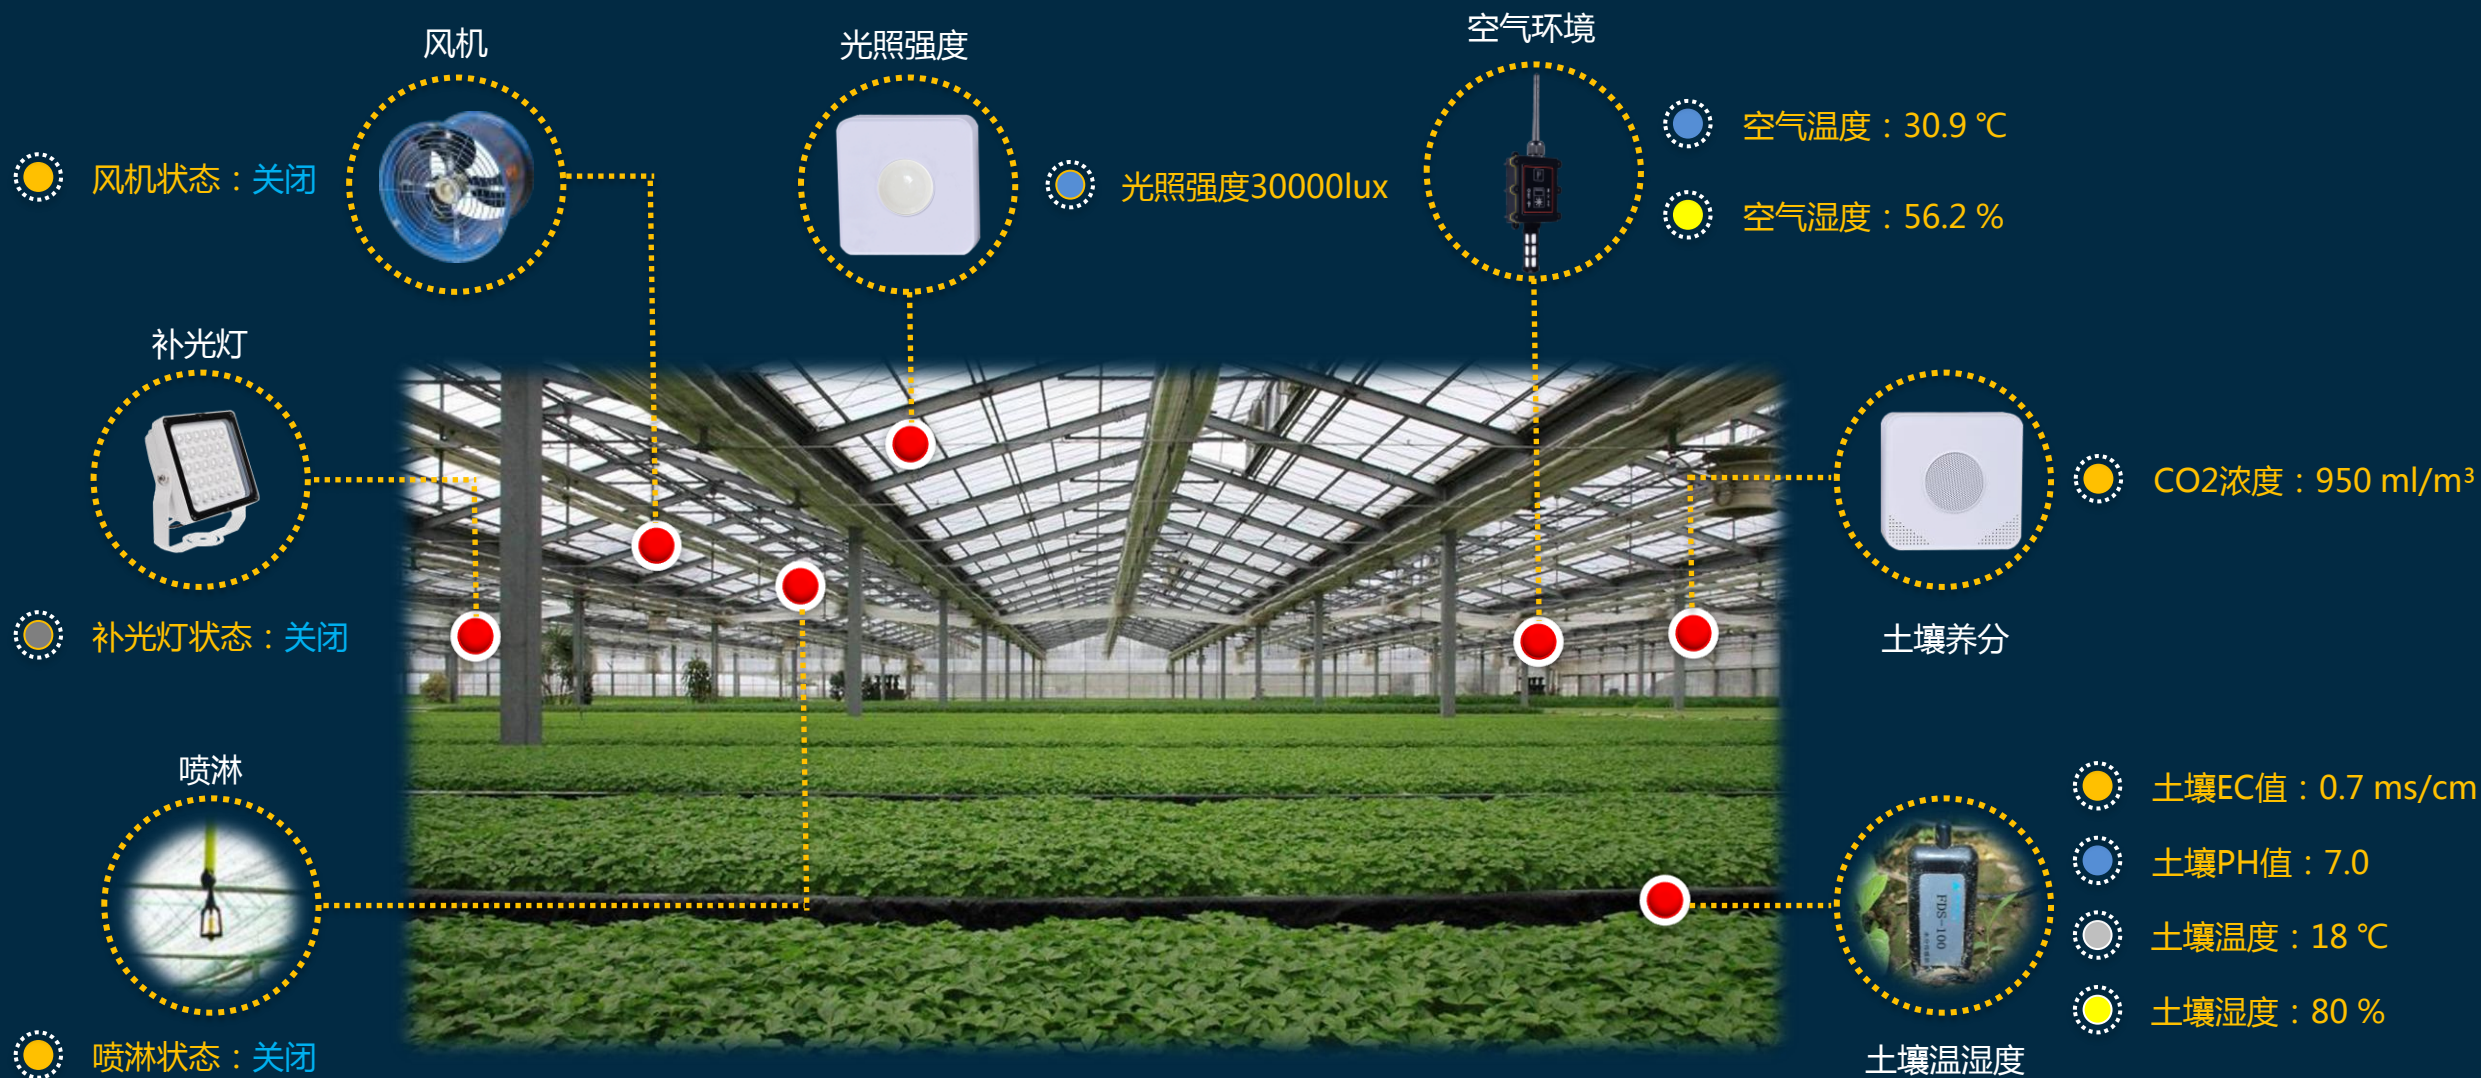 空气环境
风机
光照强度
空气温度：30.9 ℃
风机状态：关闭
光照强度30000lux
空气湿度：56.2 %
补光灯
CO2浓度：950 ml/m³
补光灯状态：关闭
土壤养分
喷淋
土壤EC值：0.7 ms/cm
土壤PH值：7.0
FDS-100
土壤温度：18 ℃
土壤湿度：80 %
喷淋状态：关闭
土壤温湿度